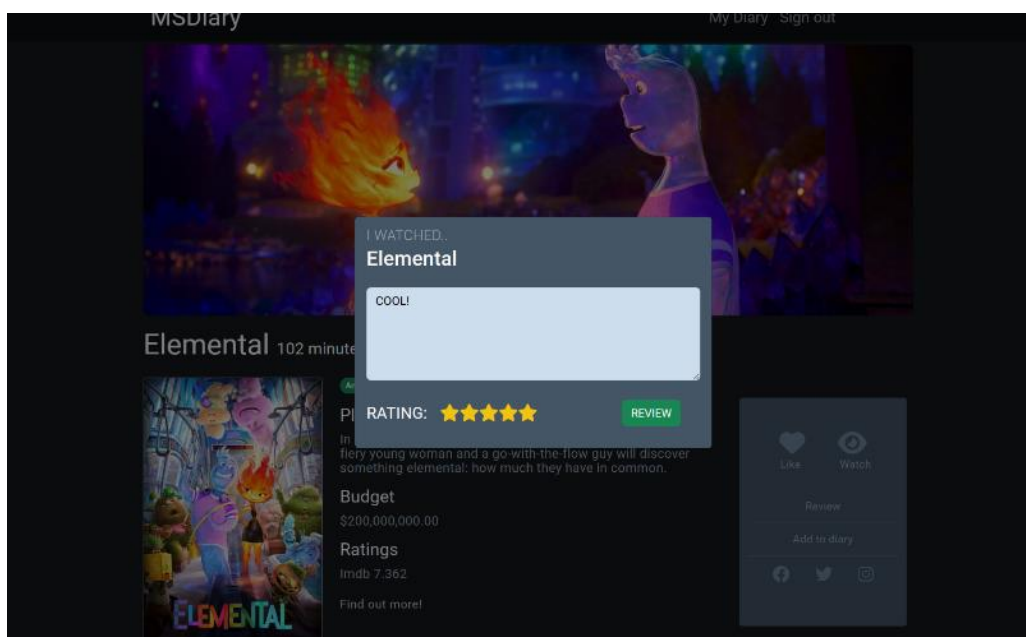 MSDiary
My Diary Sign out
I WATCHED..
Elemental
COOL!
RATING:
REVIEW
Elemental 102 minute
Pl
In
fiery young woman and a go-with-the-flow guy will discover
something elemental: how much they have in common.
Budget
$200,000,000.00
Ratings
Imdb 7.362
Find out more!
ELEMENTAL
Like Watch
Review
Add to diary